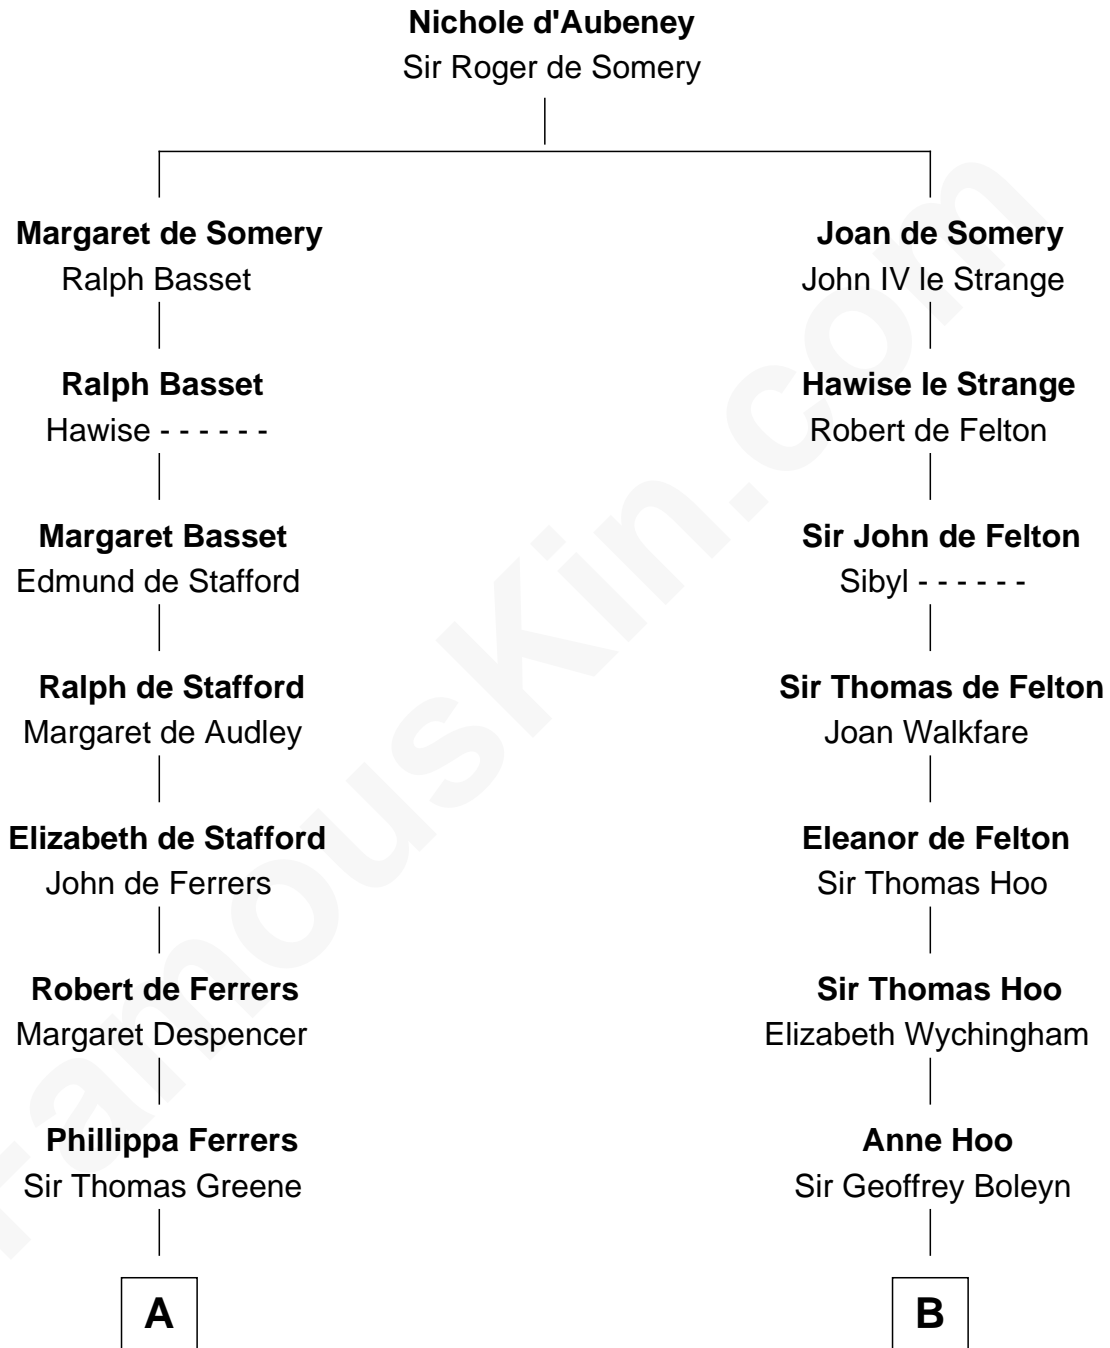 Nichole d'Aubeney
Sir Roger de Somery
Margaret de Somery
Ralph Basset
Ralph Basset
Hawise - - - - - -
Margaret Basset
Edmund de Stafford
Ralph de Stafford
Margaret de Audley
Elizabeth de Stafford
John de Ferrers
Robert de Ferrers
Margaret Despencer
Phillippa Ferrers
Sir Thomas Greene
A
Joan de Somery
John IV le Strange
Hawise le Strange
Robert de Felton
Sir John de Felton
Sibyl - - - - - -
Sir Thomas de Felton
Joan Walkfare
Eleanor de Felton
Sir Thomas Hoo
Sir Thomas Hoo
Elizabeth Wychingham
Anne Hoo
Sir Geoffrey Boleyn
B
FamousKin.com